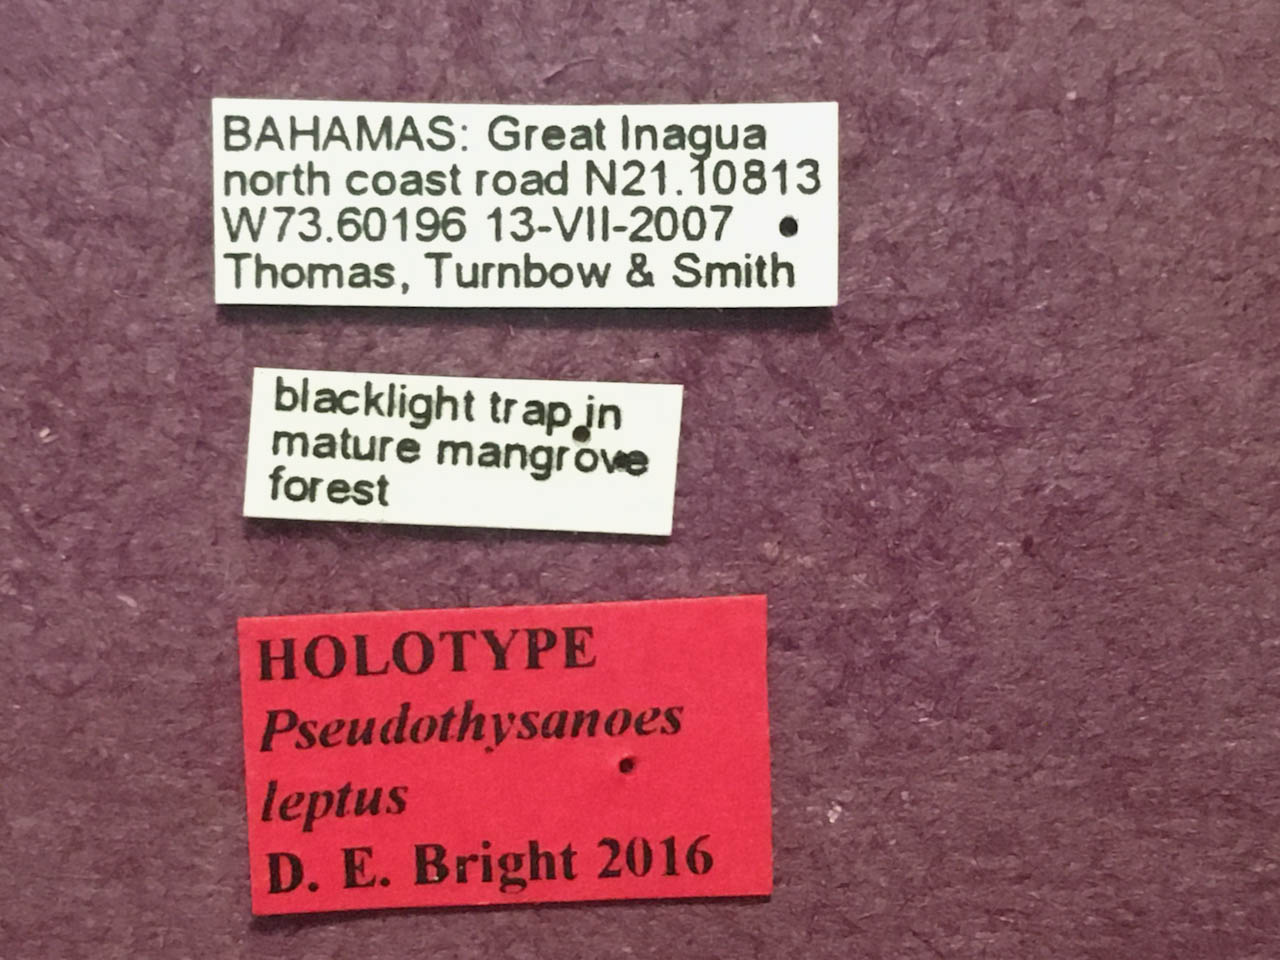 BAHAMAS: Great Inagua
north coast road N21.10813
W73.60196 13-VII-2007
Thomas, Turnbow & Smith
blacklight trap in
mature mangrove
forest
HOLOTYPE
Pseudothysanoes
leptus
D. E. Bright 2016